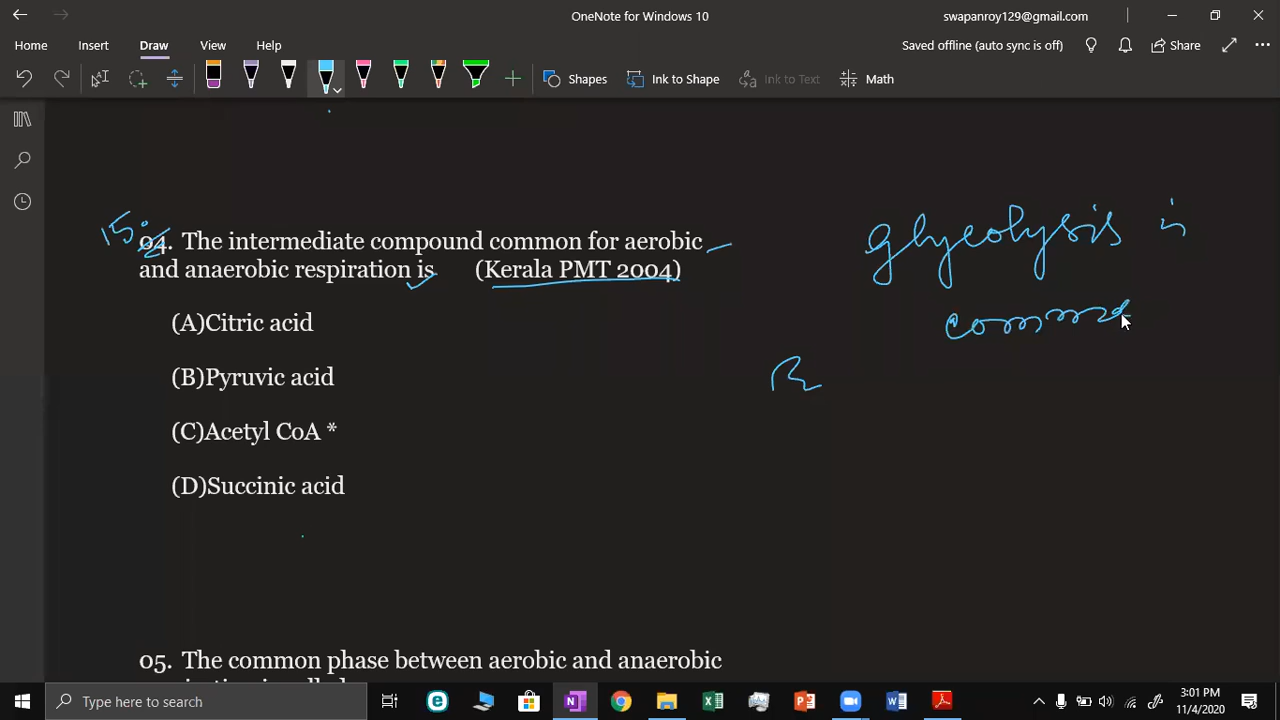 OneNote for Windows 10
swapanroy129@gmail.com
Home Insert Draw View Help
Saved offline (auto sync is off)
Share
Shapes
Ink to Shape
Ink to Text
Math
glycolysis is
15.
04. The intermediate compound common for aerobic
and anaerobic respiration is (Kerala PMT 2004)
(A)Citric acid
(B)Pyruvic acid
(C)Acetyl CoA *
(D)Succinic acid
05. The common phase between aerobic and anaerobic
Type here to search
3:01 PM
11/4/2020